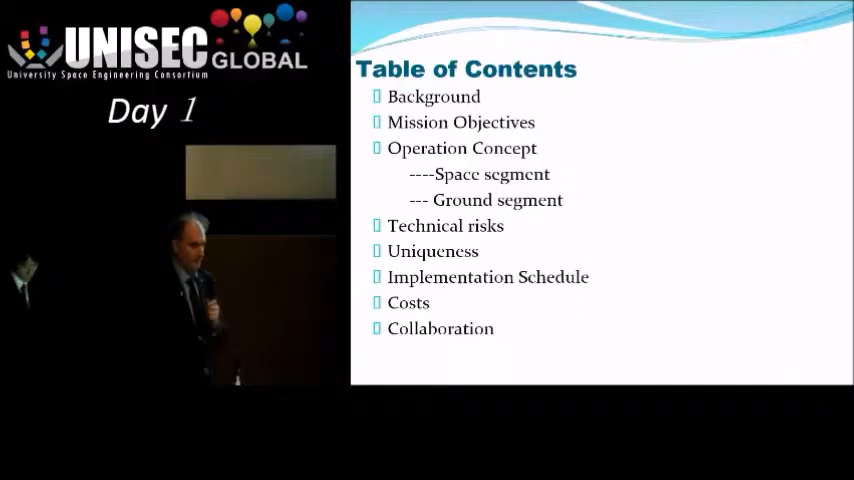 UNISEC
GLOBAL
University Space Engineering Consortium
Day 1
Table of Contents
Background
Mission Objectives
Operation Concept
----Space segment
--- Ground segment
Technical risks
Uniqueness
Implementation Schedule
Costs
Collaboration